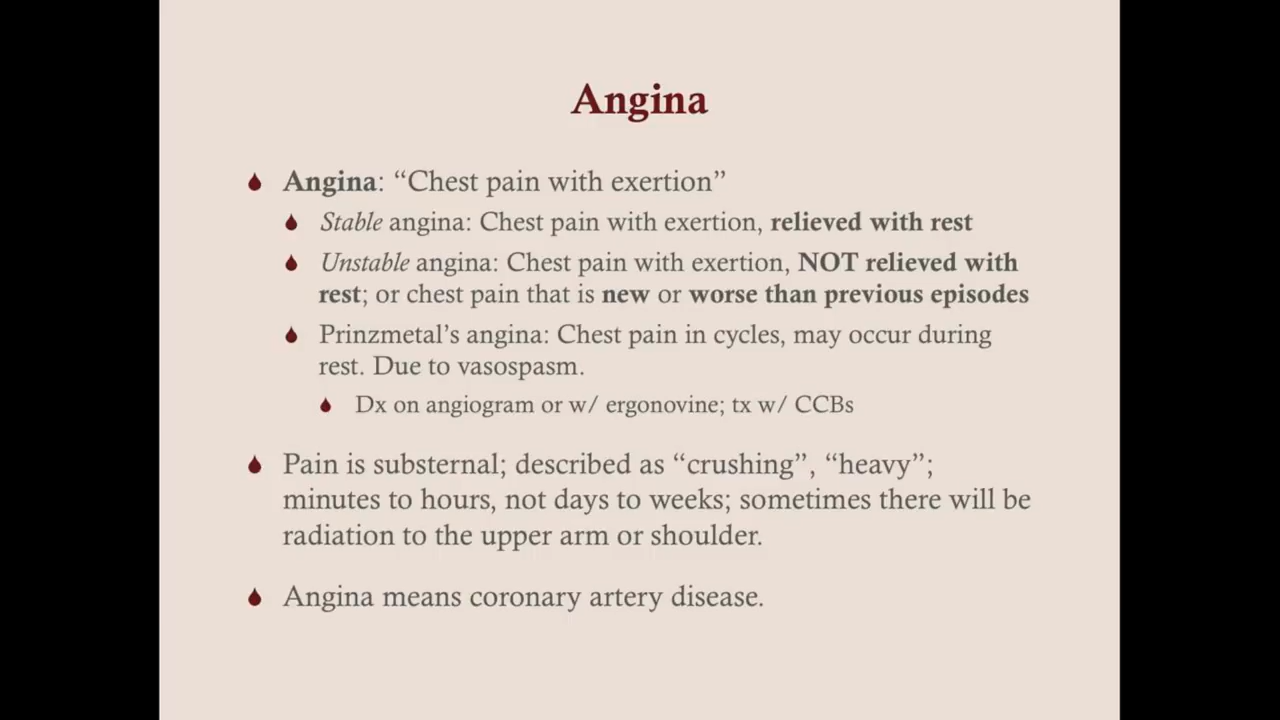 Angina
Angina: “Chest pain with exertion”
Stable angina: Chest pain with exertion, relieved with rest
Unstable angina: Chest pain with exertion, NOT relieved with
rest; or chest pain that is new or worse than previous episodes
Prinzmetal’s angina: Chest pain in cycles, may occur during
rest. Due to vasospasm.
Dx on angiogram or w/ ergonovine; tx w/ CCBs
Pain is substernal; described as “crushing”, “heavy”;
minutes to hours, not days to weeks; sometimes there will be
radiation to the upper arm or shoulder.
Angina means coronary artery disease.